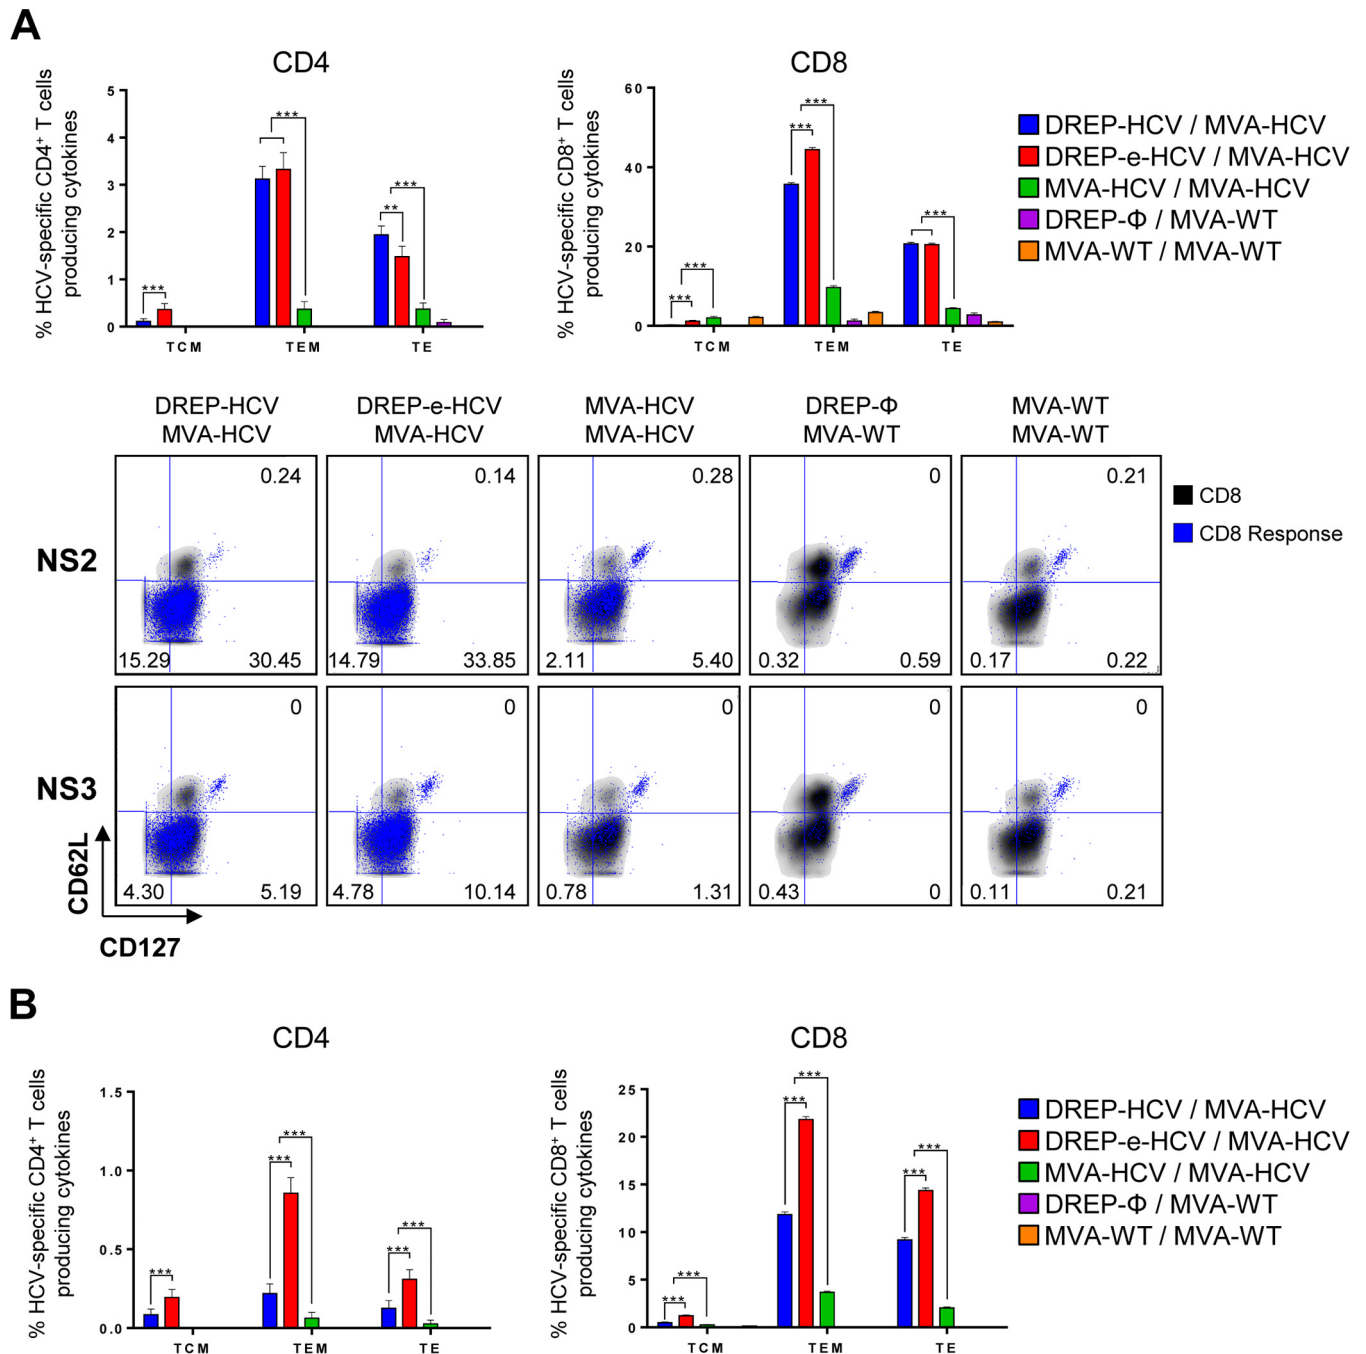 A
CD4
CD8
% HCV-specific CD4⁺ T cells
producing cytokines
5
4
3
2
1
0
***
***
**
***
TCM
TEM
TE
% HCV-specific CD8⁺ T cells
producing cytokines
60
40
20
0
***
***
***
***
***
TCM
TEM
TE
DREP-HCV / MVA-HCV
DREP-e-HCV / MVA-HCV
MVA-HCV / MVA-HCV
DREP-Φ / MVA-WT
MVA-WT / MVA-WT
DREP-HCV
MVA-HCV
DREP-e-HCV
MVA-HCV
MVA-HCV
MVA-HCV
DREP-Φ
MVA-WT
MVA-WT
MVA-WT
NS2
0.24
15.29 30.45
0.14
14.79 33.85
0.28
2.11 5.40
0
0.32 0.59
0.21
0.17 0.22
CD8
CD8 Response
NS3
0
4.30 5.19
0
4.78 10.14
0
0.78 1.31
0
0.43 0
0
0.11 0.21
CD62L
CD127
B
CD4
CD8
% HCV-specific CD4⁺ T cells
producing cytokines
1.5
1.0
0.5
0.0
***
***
***
***
***
TCM
TEM
TE
% HCV-specific CD8⁺ T cells
producing cytokines
25
20
15
10
5
0
***
***
***
***
***
***
TCM
TEM
TE
DREP-HCV / MVA-HCV
DREP-e-HCV / MVA-HCV
MVA-HCV / MVA-HCV
DREP-Φ / MVA-WT
MVA-WT / MVA-WT